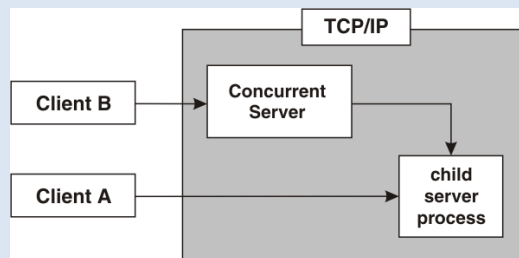 TCP/IP
Client B
Concurrent
Server
Client A
child
server
process